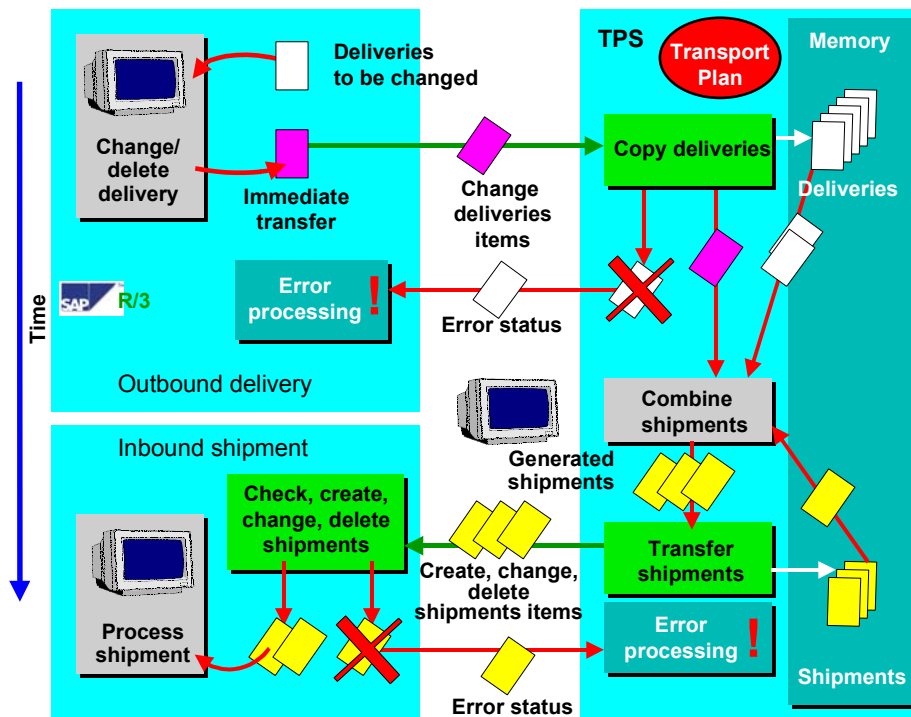 Deliveries
to be changed
TPS
Transport
Plan
Memory
Change/
delete
delivery
Immediate
transfer
Change
deliveries
items
Copy deliveries
Deliveries
Time
SAP
R/3
Error
processing
!
Error status
Outbound delivery
Combine
shipments
Inbound shipment
Generated
shipments
Check, create,
change, delete
shipments
Create, change,
delete
shipments items
Transfer
shipments
Process
shipment
Error
processing
!
Error status
Shipments